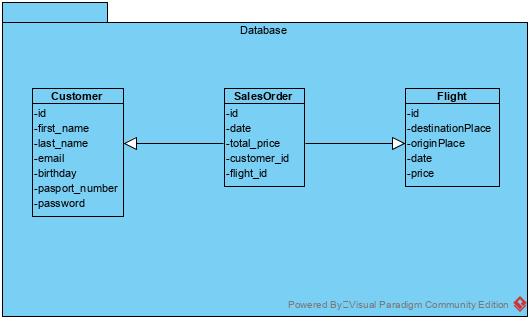 Database
Customer
-id
-first_name
-last_name
-email
-birthday
-pasport_number
-password
SalesOrder
-id
-date
-total_price
-customer_id
-flight_id
Flight
-id
-destinationPlace
-originPlace
-date
-price
Powered By Visual Paradigm Community Edition